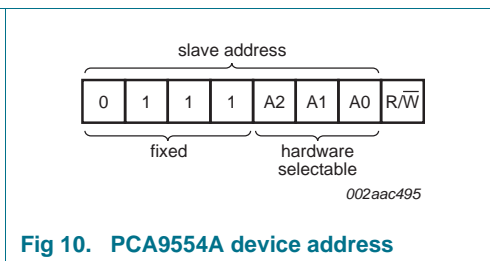 slave address
0 1 1 1 A2 A1 A0 R/W̅
fixed hardware
selectable
002aac495
Fig 10. PCA9554A device address